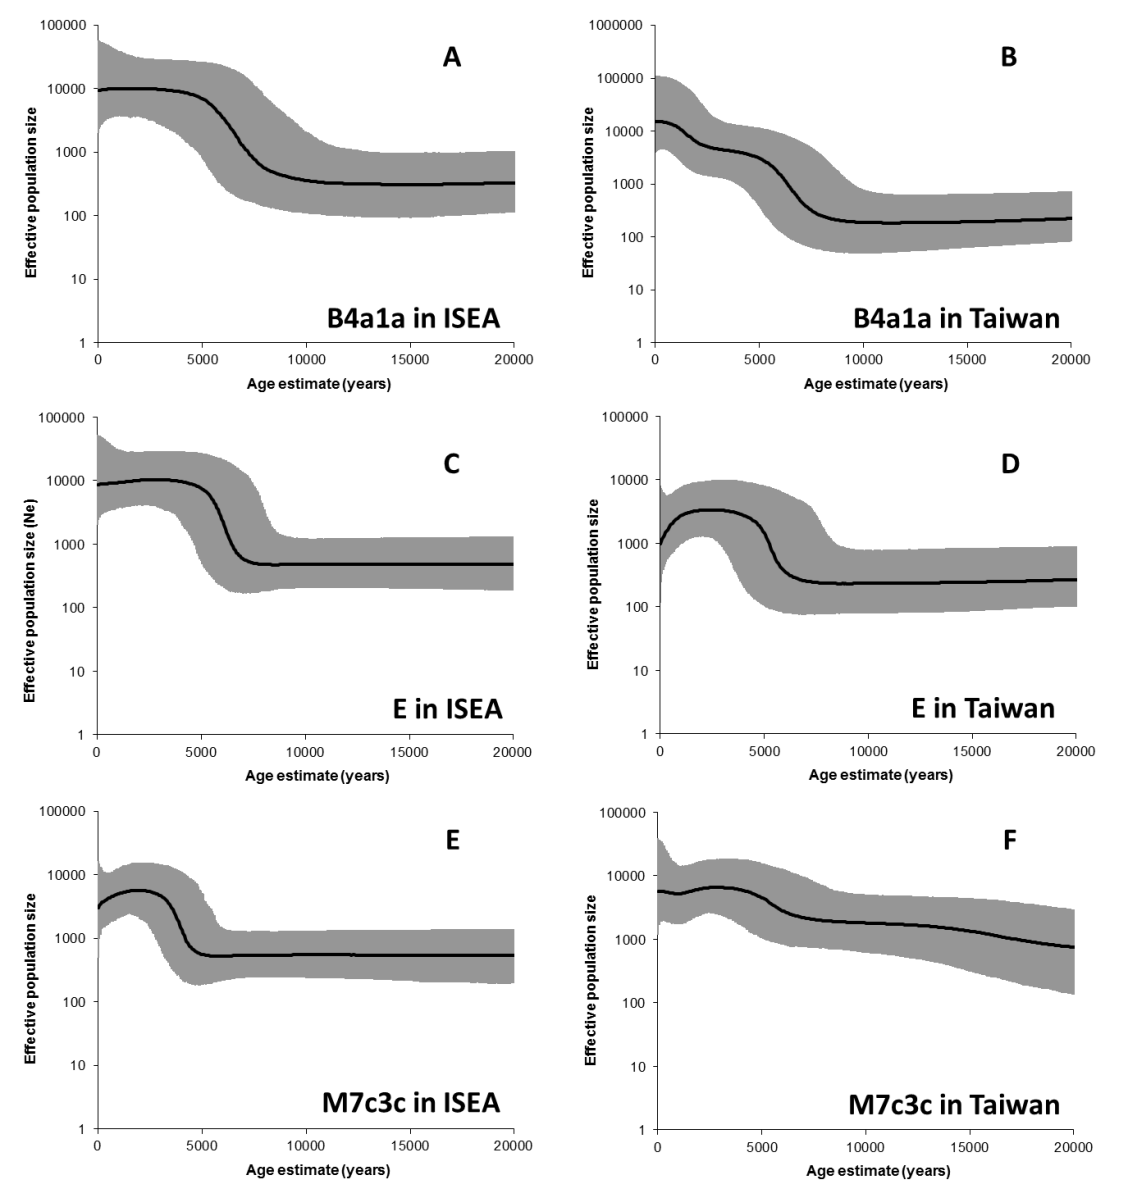 A
Effective population size
100000
10000
1000
100
10
1
0 5000 10000 15000 20000
B4a1a in ISEA
Age estimate (years)
B
Effective population size
1000000
100000
10000
1000
100
10
1
0 5000 10000 15000 20000
B4a1a in Taiwan
Age estimate (years)
C
Effective population size (Ne)
100000
10000
1000
100
10
1
0 5000 10000 15000 20000
E in ISEA
Age estimate (years)
D
Effective population size
100000
10000
1000
100
10
1
0 5000 10000 15000 20000
E in Taiwan
Age estimate (years)
E
Effective population size
100000
10000
1000
100
10
1
0 5000 10000 15000 20000
M7c3c in ISEA
Age estimate (years)
F
Effective population size
100000
10000
1000
100
10
1
0 5000 10000 15000 20000
M7c3c in Taiwan
Age estimate (years)